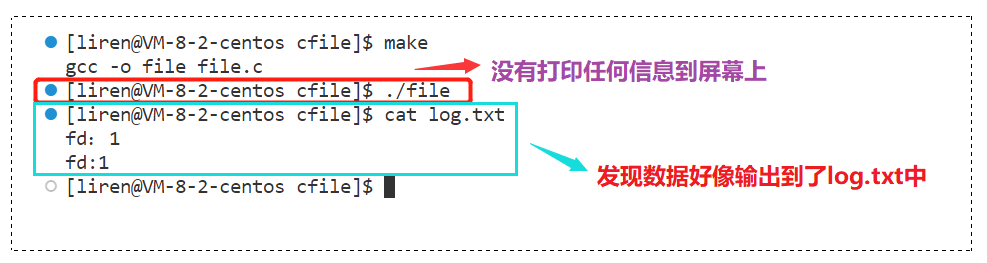 [liren@VM-8-2-centos cfile]$ make
gcc -o file file.c
没有打印任何信息到屏幕上
[liren@VM-8-2-centos cfile]$ ./file
[liren@VM-8-2-centos cfile]$ cat log.txt
fd：1
fd:1
发现数据好像输出到了log.txt中
[liren@VM-8-2-centos cfile]$